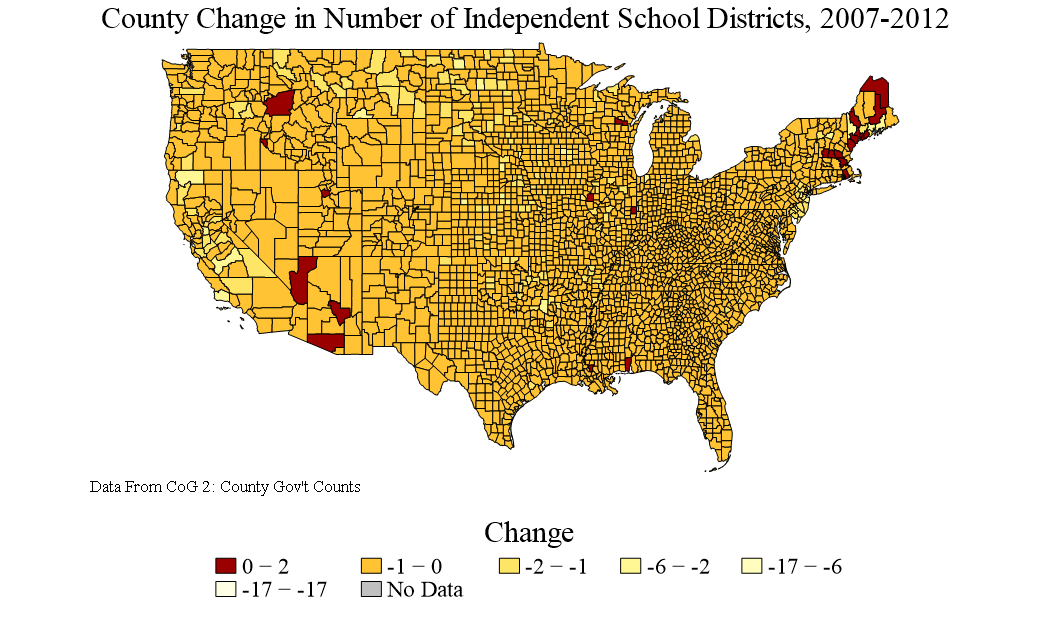 County Change in Number of Independent School Districts, 2007-2012
Data From CoG 2: County Gov't Counts
Change
0 − 2
-1 − 0
-2 − -1
-6 − -2
-17 − -6
-17 − -17
No Data